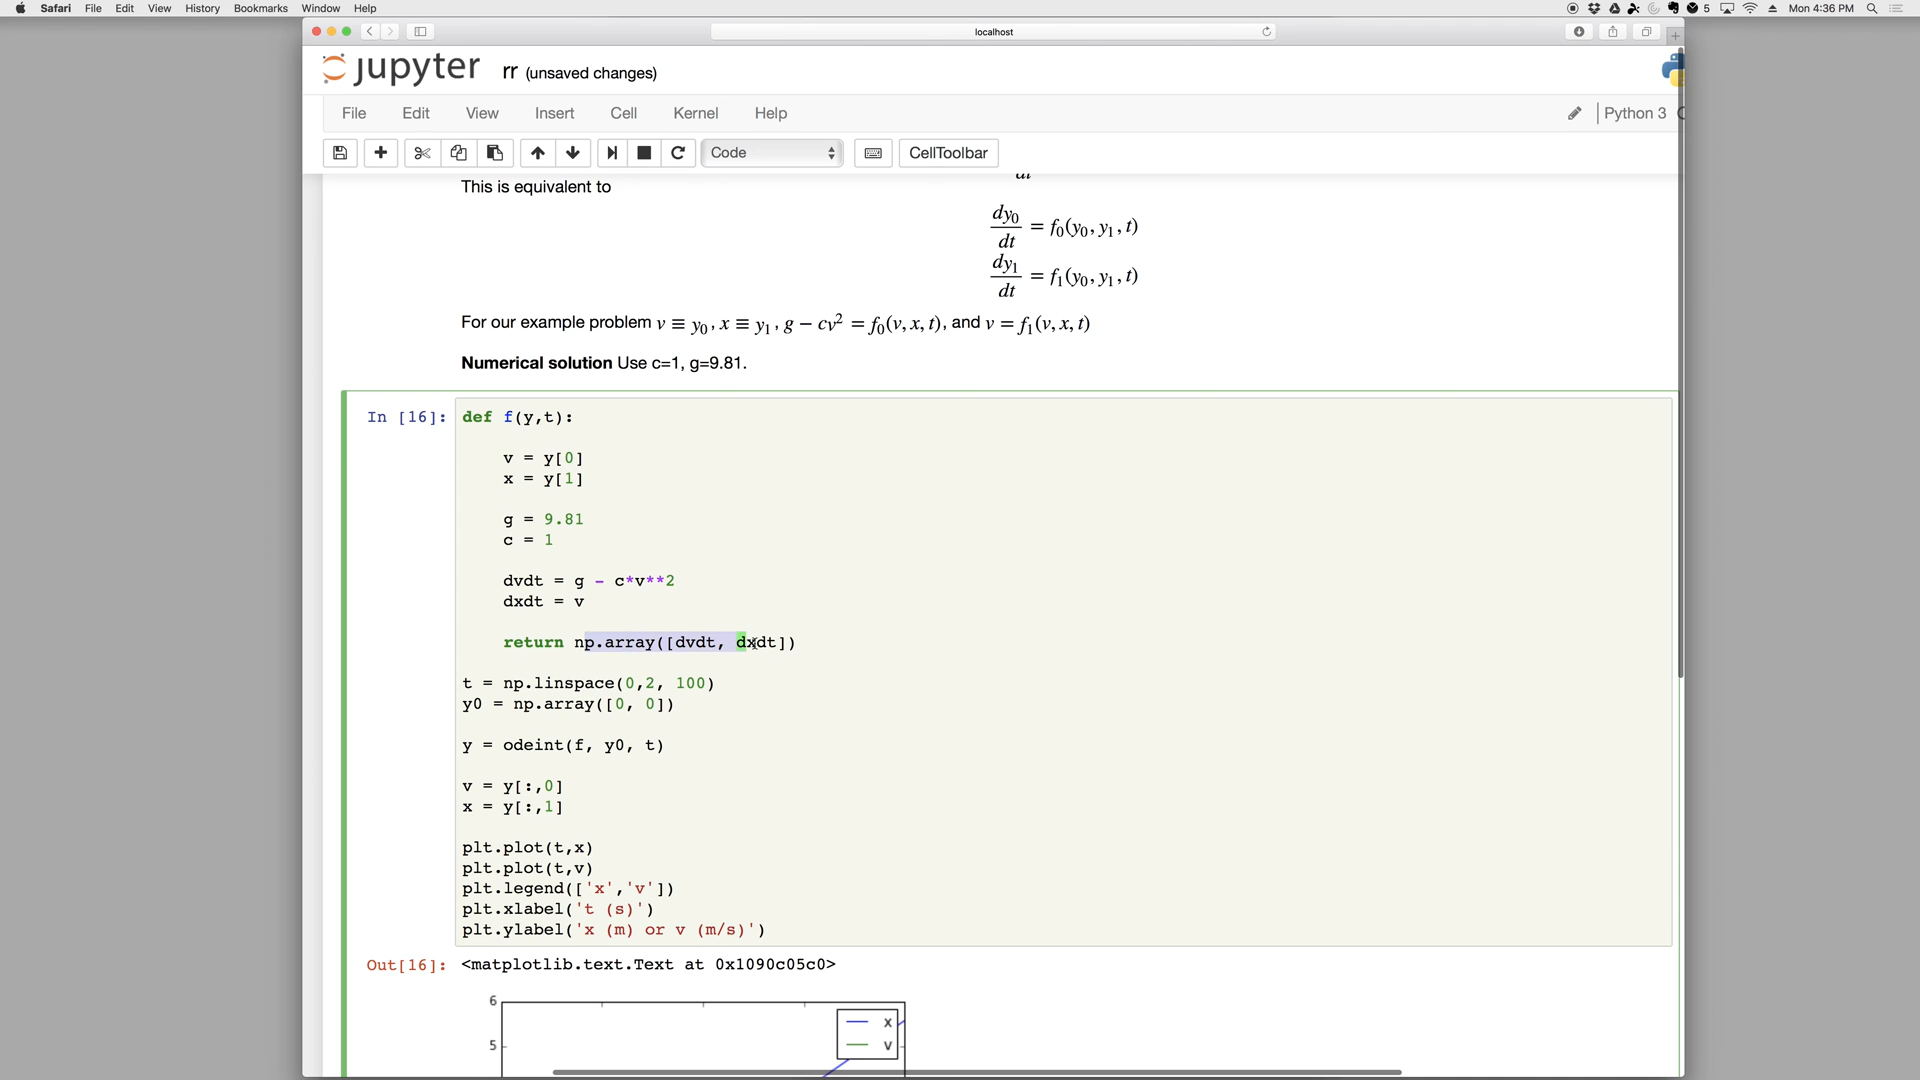 Safari File Edit View History Bookmarks Window Help 5 Mon 4:36 PM
localhost
jupyter rr (unsaved changes)
File Edit View Insert Cell Kernel Help Python 3
Code CellToolbar
This is equivalent to
dy₀/dt = f₀(y₀, y₁, t)
dy₁/dt = f₁(y₀, y₁, t)
For our example problem v ≡ y₀, x ≡ y₁, g − cv² = f₀(v, x, t), and v = f₁(v, x, t)
Numerical solution Use c=1, g=9.81.
In [16]: def f(y,t):
v = y[0]
x = y[1]
g = 9.81
c = 1
dvdt = g - c*v**2
dxdt = v
return np.array([dvdt, dxdt])
t = np.linspace(0,2, 100)
y0 = np.array([0, 0])
y = odeint(f, y0, t)
v = y[:,0]
x = y[:,1]
plt.plot(t,x)
plt.plot(t,v)
plt.legend(['x','v'])
plt.xlabel('t (s)')
plt.ylabel('x (m) or v (m/s)')
Out[16]: <matplotlib.text.Text at 0x1090c05c0>
6
x
5
v